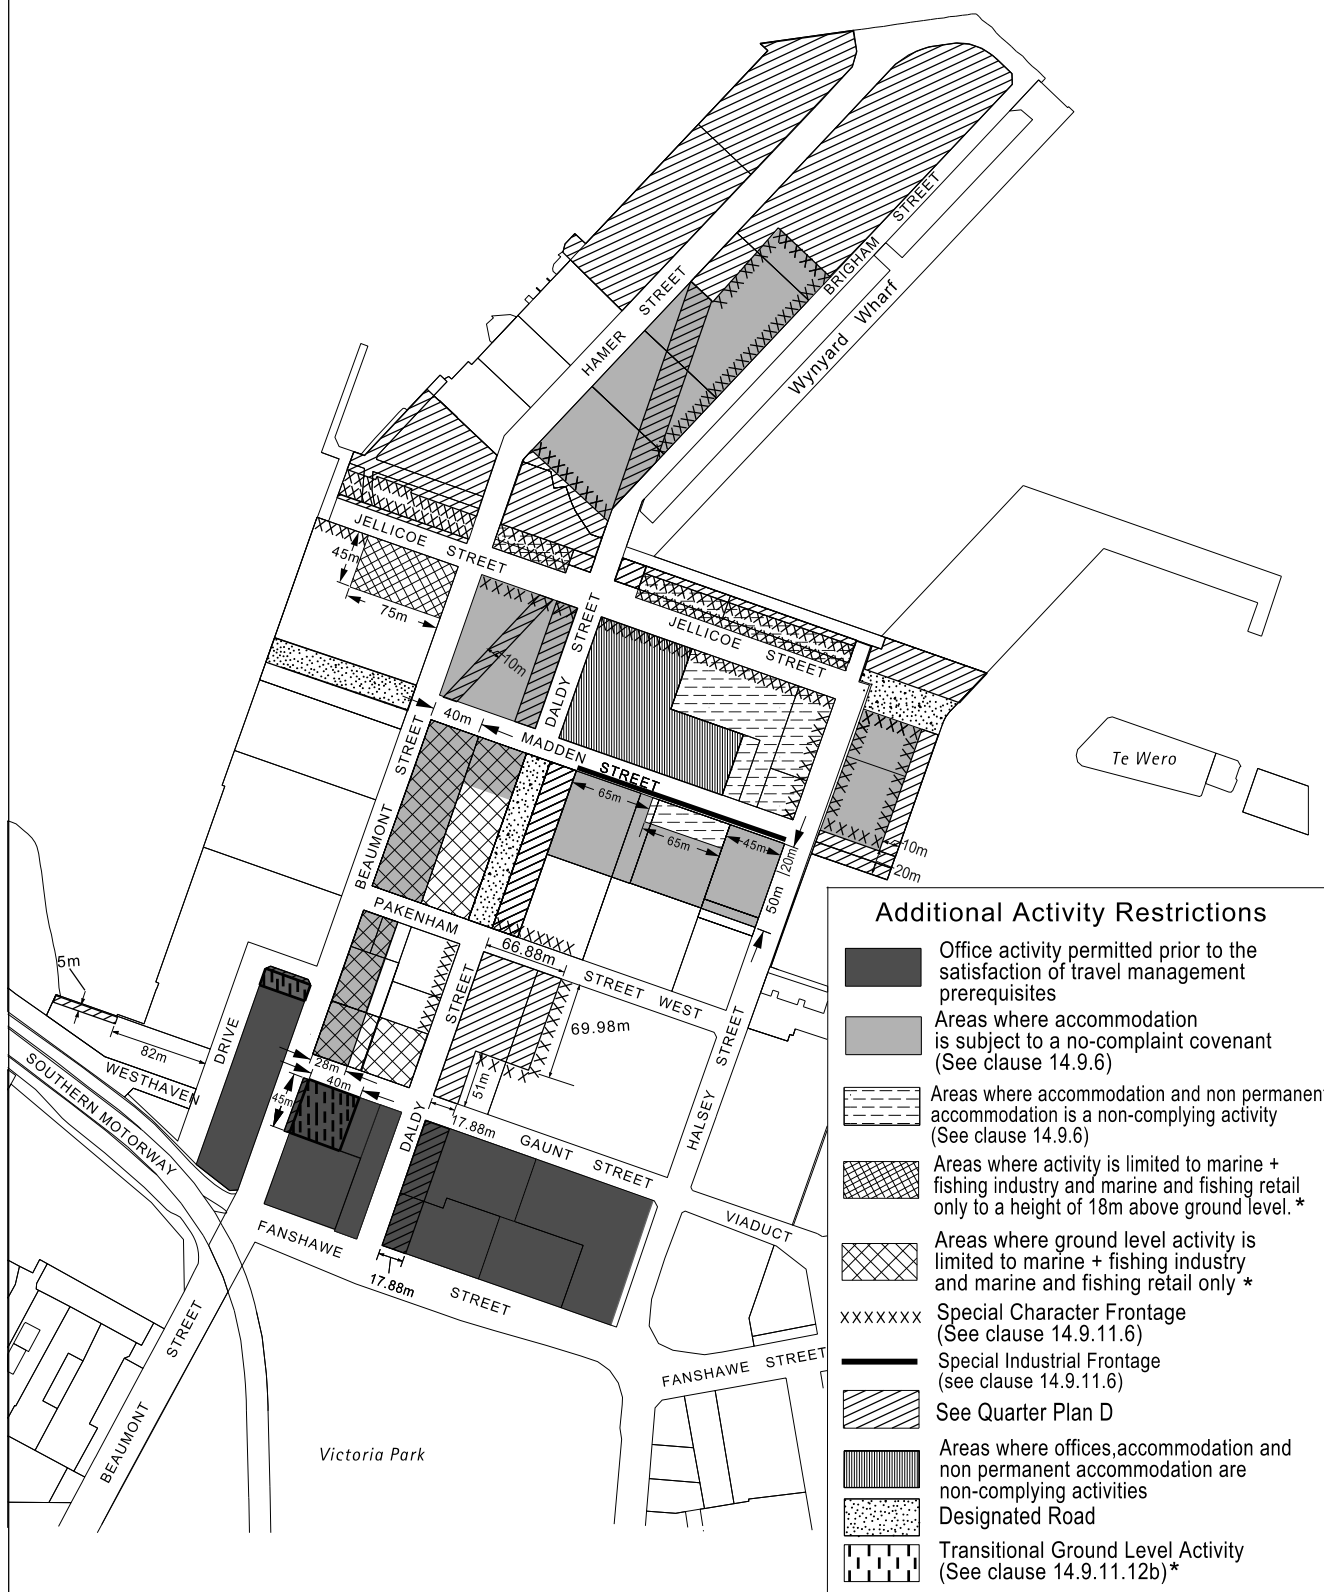 HAMER STREET
BRIGHAM STREET
Wynyard Wharf
JELLICOE STREET
45m
75m
10m
DALDY STREET
JELLICOE STREET
40m
MADDEN STREET
65m
65m
45m
20m
50m
10m
20m
Te Wero
BEAUMONT STREET
PAKENHAM STREET WEST
66.88m
69.98m
STREET
DALDY
HALSEY STREET
5m
82m
DRIVE
WESTHAVEN
SOUTHERN MOTORWAY
28m
40m
45m
51m
17.88m
GAUNT STREET
VIADUCT
FANSHAWE STREET
17.88m
FANSHAWE STREET
BEAUMONT STREET
Victoria Park
Additional Activity Restrictions
Office activity permitted prior to the
satisfaction of travel management
prerequisites
Areas where accommodation
is subject to a no-complaint covenant
(See clause 14.9.6)
Areas where accommodation and non permanent
accommodation is a non-complying activity
(See clause 14.9.6)
Areas where activity is limited to marine +
fishing industry and marine and fishing retail
only to a height of 18m above ground level. *
Areas where ground level activity is
limited to marine + fishing industry
and marine and fishing retail only *
XXXXXXX Special Character Frontage
(See clause 14.9.11.6)
Special Industrial Frontage
(see clause 14.9.11.6)
See Quarter Plan D
Areas where offices,accommodation and
non permanent accommodation are
non-complying activities
Designated Road
Transitional Ground Level Activity
(See clause 14.9.11.12b) *